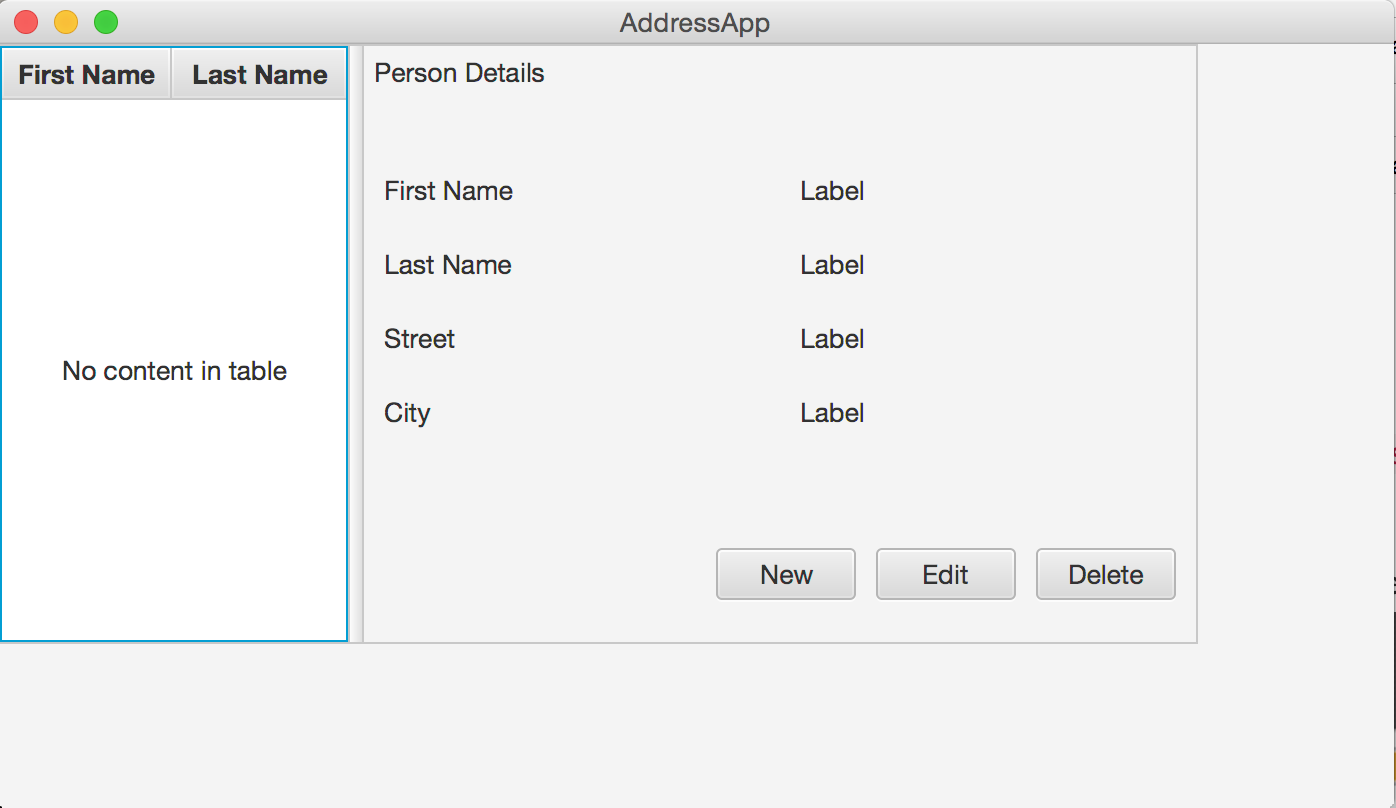 AddressApp
First Name Last Name
No content in table
Person Details
First Name Label
Last Name Label
Street Label
City Label
New Edit Delete